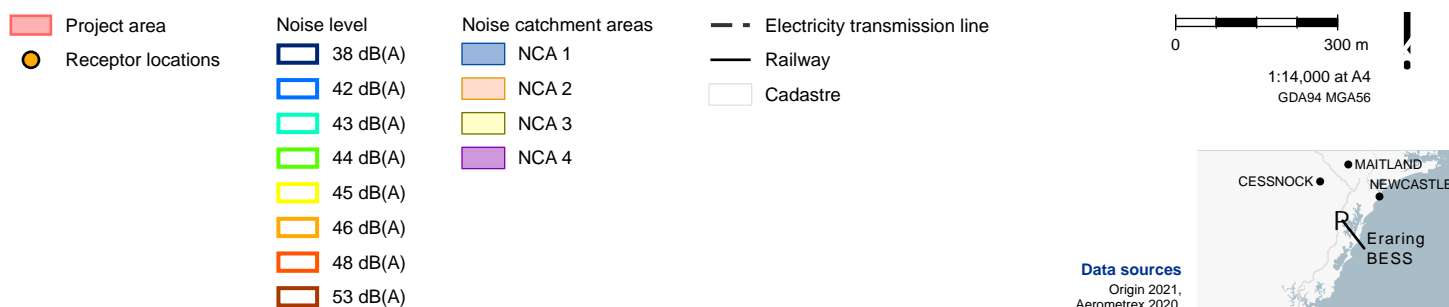 Project area
Receptor locations
Noise level
38 dB(A)
42 dB(A)
43 dB(A)
44 dB(A)
45 dB(A)
46 dB(A)
48 dB(A)
53 dB(A)
Noise catchment areas
NCA 1
NCA 2
NCA 3
NCA 4
Electricity transmission line
Railway
Cadastre
0 300 m
1:14,000 at A4
GDA94 MGA56
MAITLAND
CESSNOCK
NEWCASTLE
R
Eraring
BESS
Data sources
Origin 2021,
Aerometrex 2020,